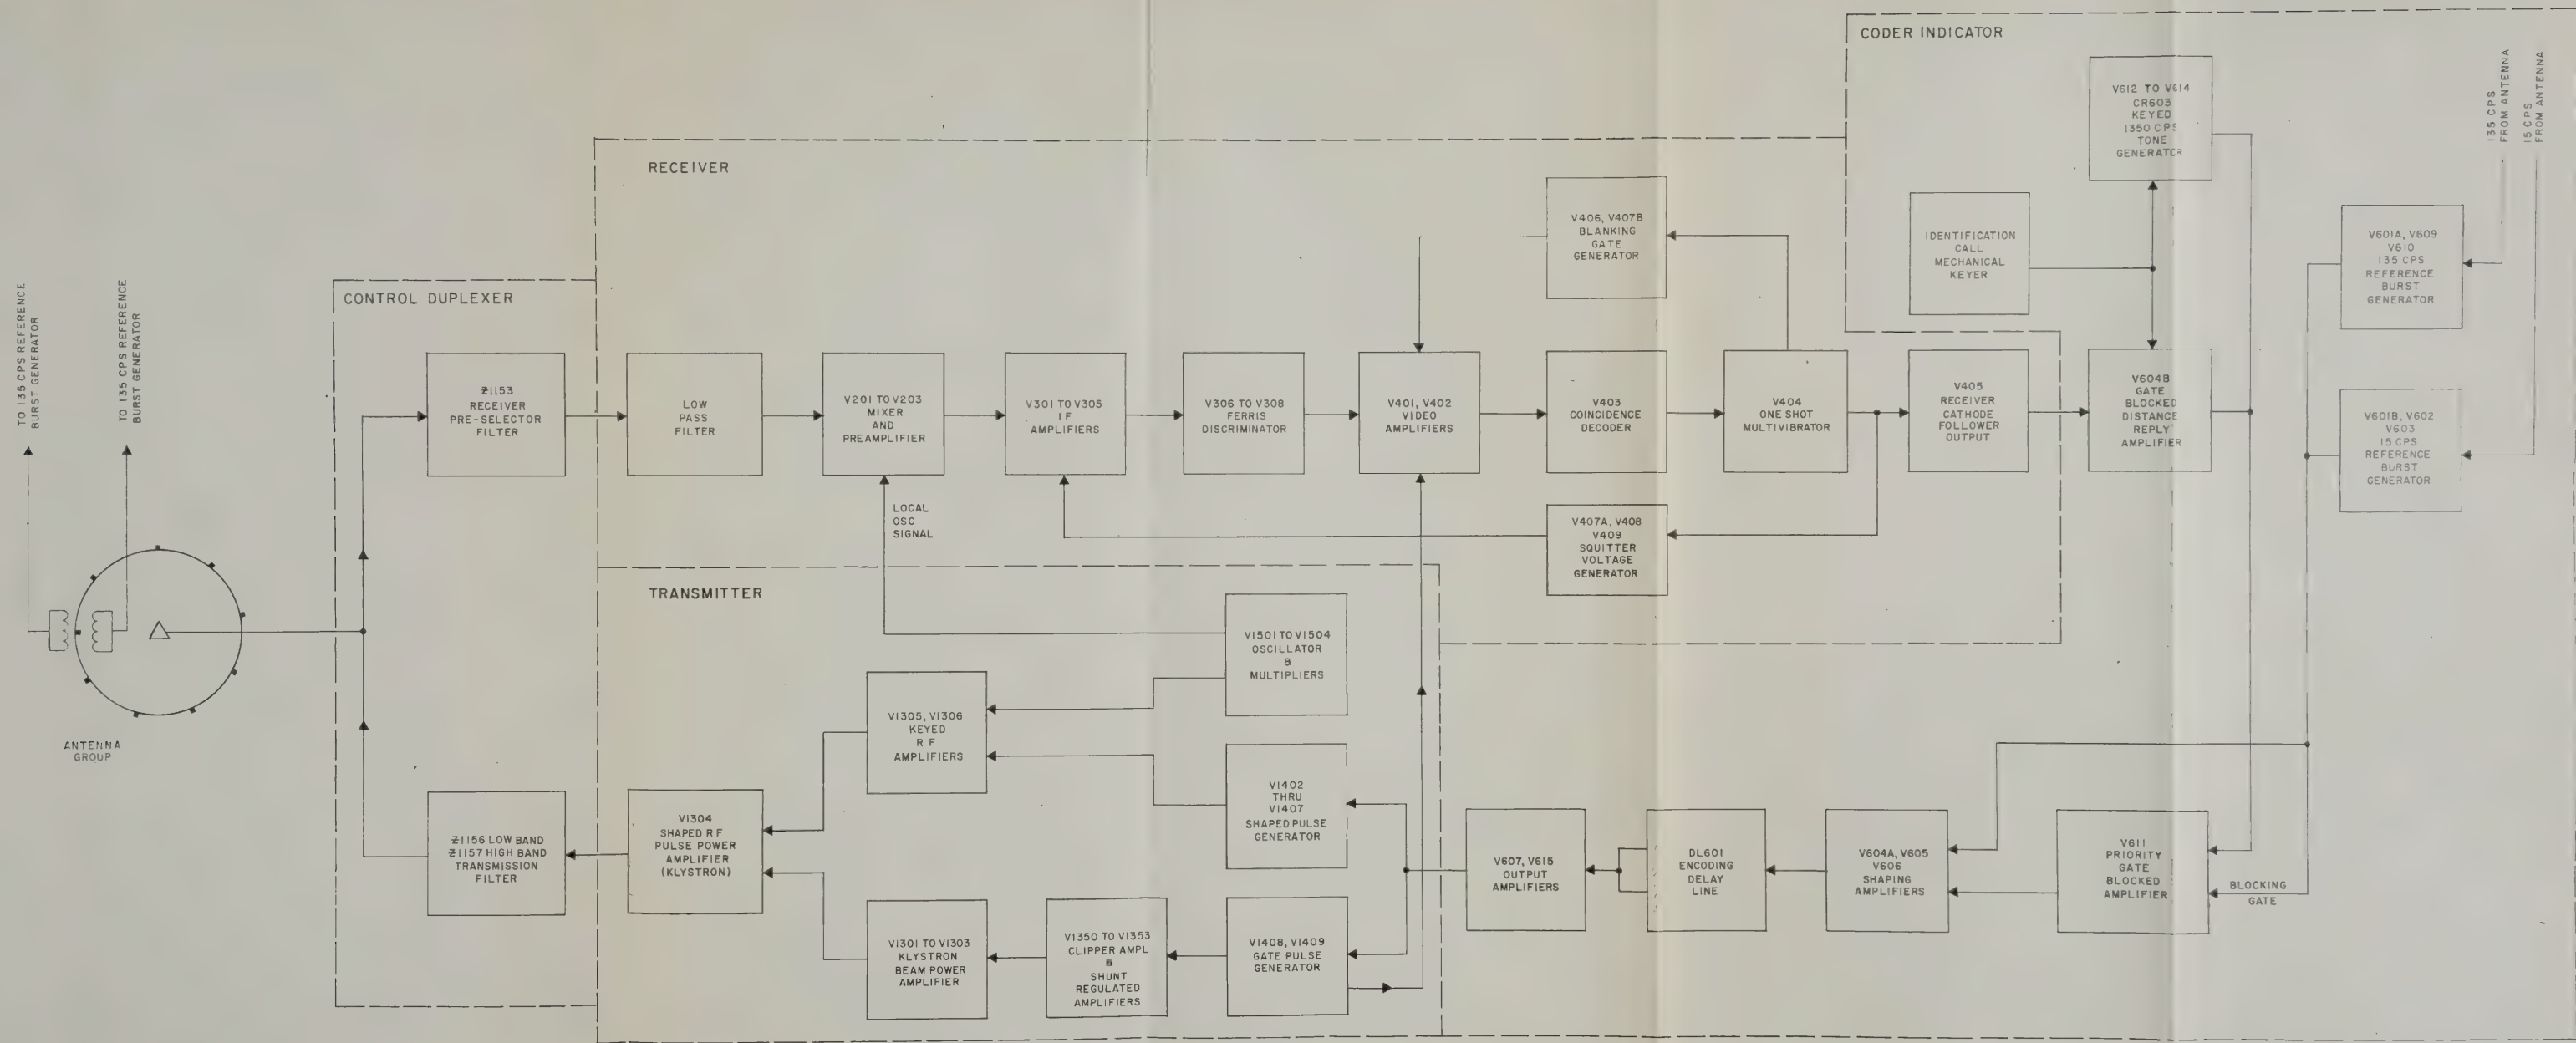 CODER INDICATOR
135 CPS
FROM ANTENNA
15 CPS
FROM ANTENNA
V612 TO V614
CR603
KEYED
1350 CPS
TONE
GENERATOR
RECEIVER
V406, V407B
BLANKING
GATE
GENERATOR
IDENTIFICATION
CALL
MECHANICAL
KEYER
V601A, V609
V610
135 CPS
REFERENCE
BURST
GENERATOR
TO 135 CPS REFERENCE
BURST GENERATOR
TO 135 CPS REFERENCE
BURST GENERATOR
CONTROL DUPLEXER
Z1153
RECEIVER
PRE-SELECTOR
FILTER
LOW
PASS
FILTER
V201 TO V203
MIXER
AND
PREAMPLIFIER
V301 TO V305
I F
AMPLIFIERS
V306 TO V308
FERRIS
DISCRIMINATOR
V401, V402
VIDEO
AMPLIFIERS
V403
COINCIDENCE
DECODER
V404
ONE SHOT
MULTIVIBRATOR
V405
RECEIVER
CATHODE
FOLLOWER
OUTPUT
V604B
GATE
BLOCKED
DISTANCE
REPLY
AMPLIFIER
V601B, V602
V603
15 CPS
REFERENCE
BURST
GENERATOR
LOCAL
OSC
SIGNAL
V407A, V408
V409
SQUITTER
VOLTAGE
GENERATOR
TRANSMITTER
V1501 TO V1504
OSCILLATOR
&
MULTIPLIERS
V1305, V1306
KEYED
R F
AMPLIFIERS
ANTENNA
GROUP
V1402
THRU
V1407
SHAPED PULSE
GENERATOR
Z1156 LOW BAND
Z1157 HIGH BAND
TRANSMISSION
FILTER
V1304
SHAPED R F
PULSE POWER
AMPLIFIER
(KLYSTRON)
V607, V615
OUTPUT
AMPLIFIERS
DL601
ENCODING
DELAY
LINE
V604A, V605
V606
SHAPING
AMPLIFIERS
V611
PRIORITY
GATE
BLOCKED
AMPLIFIER
BLOCKING
GATE
V1301 TO V1303
KLYSTRON
BEAM POWER
AMPLIFIER
V1350 TO V1353
CLIPPER AMPL
&
SHUNT
REGULATED
AMPLIFIERS
V1408, V1409
GATE PULSE
GENERATOR